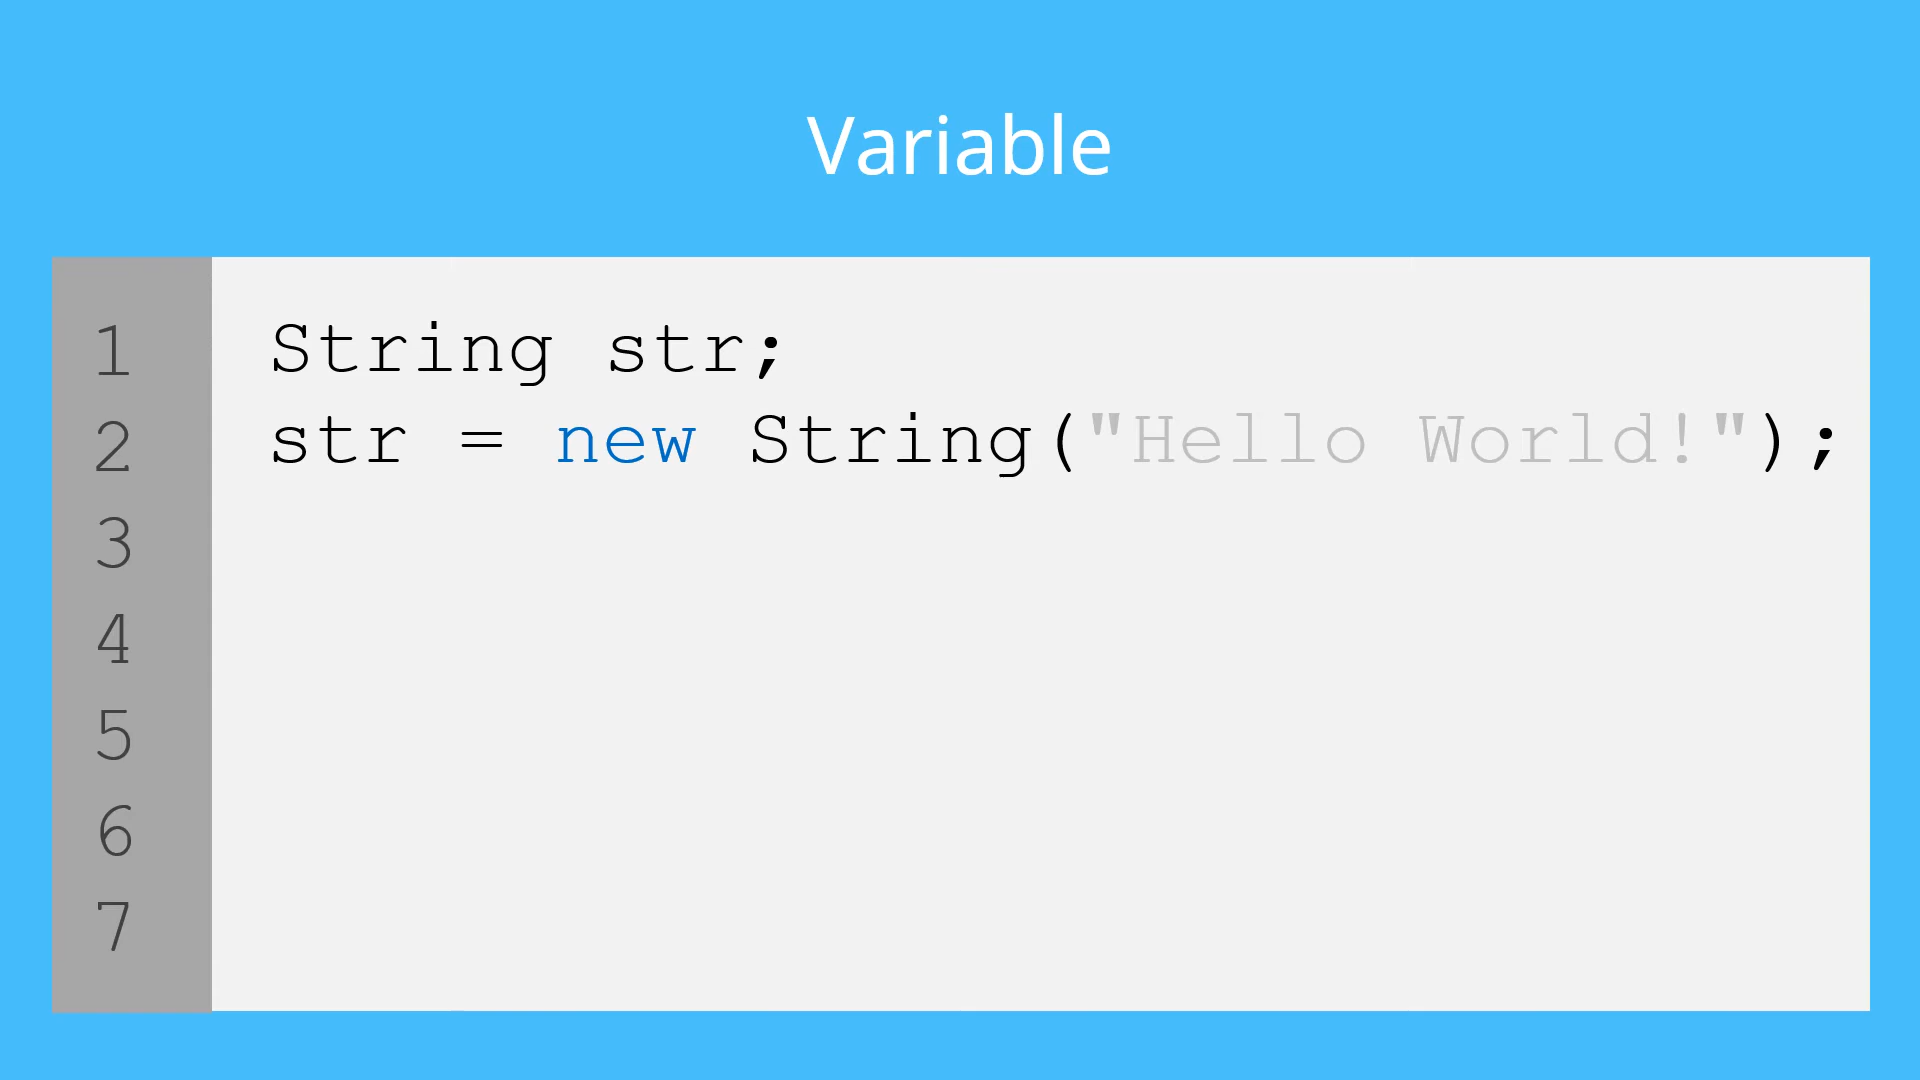 Variable
1 String str;
2 str = new String("Hello World!");
3
4
5
6
7